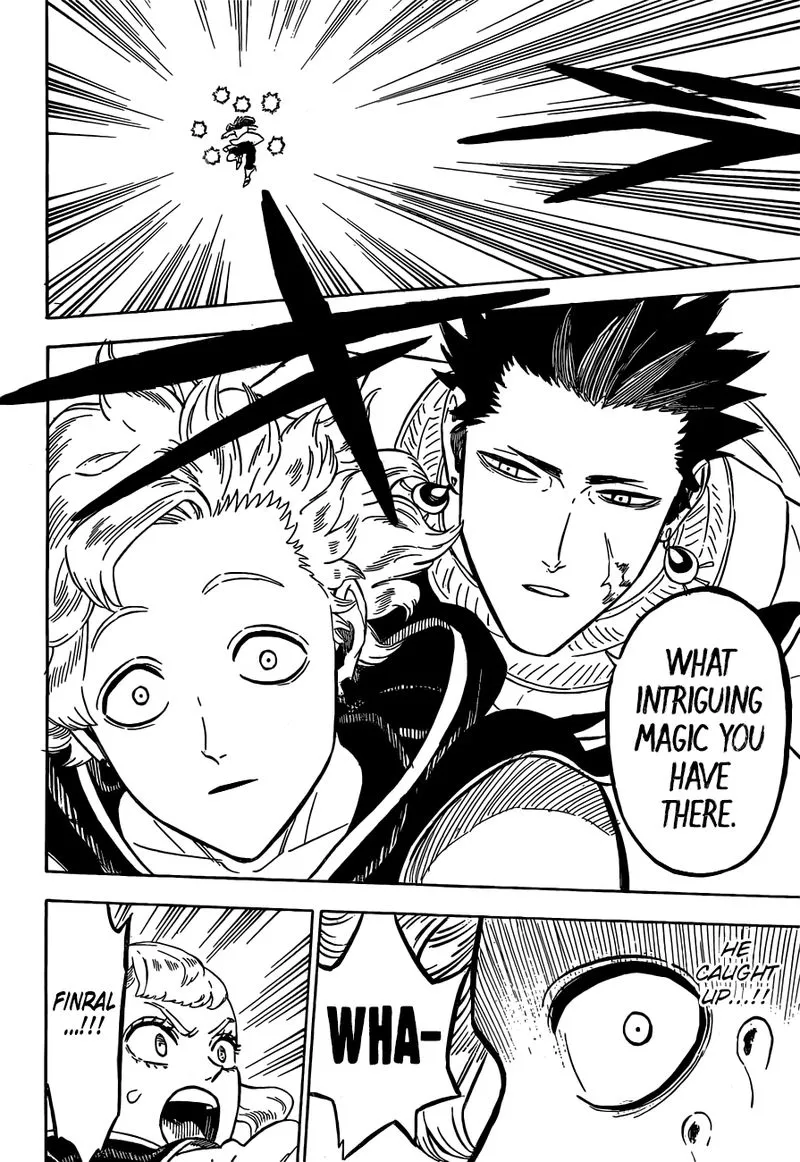 WHAT
INTRIGUING
MAGIC YOU
HAVE
THERE.
HE
CAUGHT
UP...!!
WHA-
FINRAL
...!!!